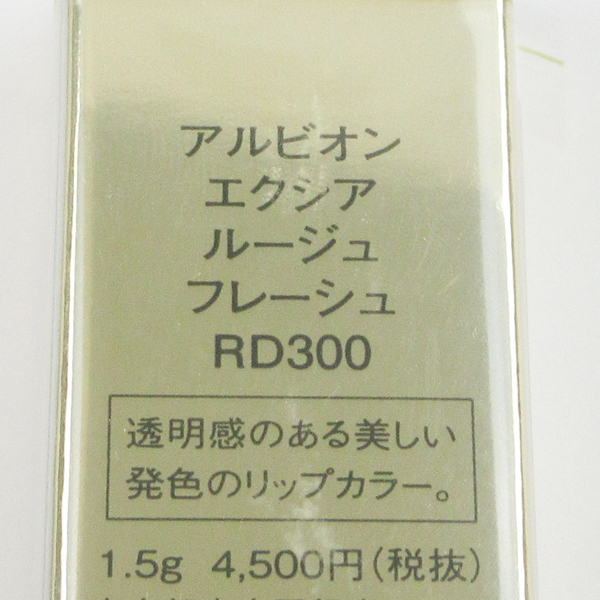 アルビオン
エクシア
ルージュ
フレーシュ
RD300
透明感のある美しい
発色のリップカラー。
1.5g 4,500円(税抜)